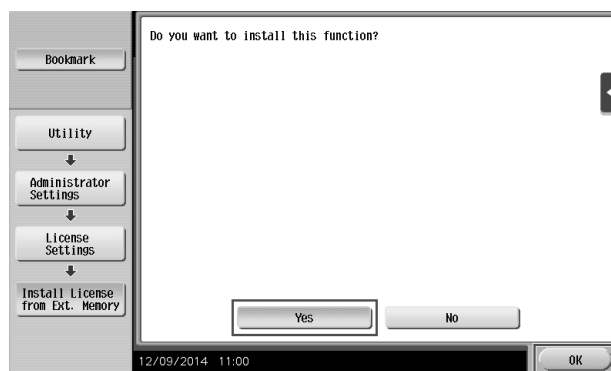 Do you want to install this function?
Bookmark
Utility
Administrator
Settings
License
Settings
Install License
from Ext. Memory
Yes
No
12/09/2014 11:00
OK